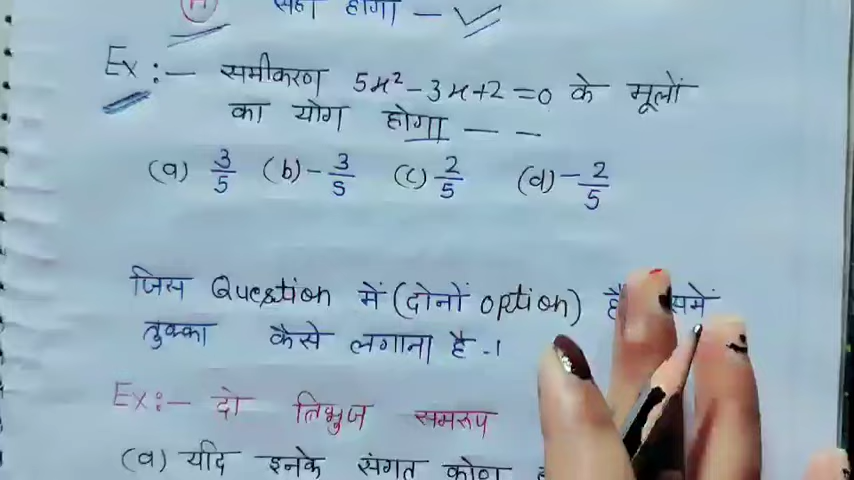 (A) सही होगा –
Ex :– समीकरण 5x² – 3x + 2 = 0 के मूलों
का योग होगा – –
(a) 3/5 (b) – 3/5 (c) 2/5 (d) – 2/5
जिस Question में (दोनों option) है
तुक्का कैसे लगाना है -।
Ex :– दो त्रिभुज समरूप
(a) यदि इनके संगत कोण